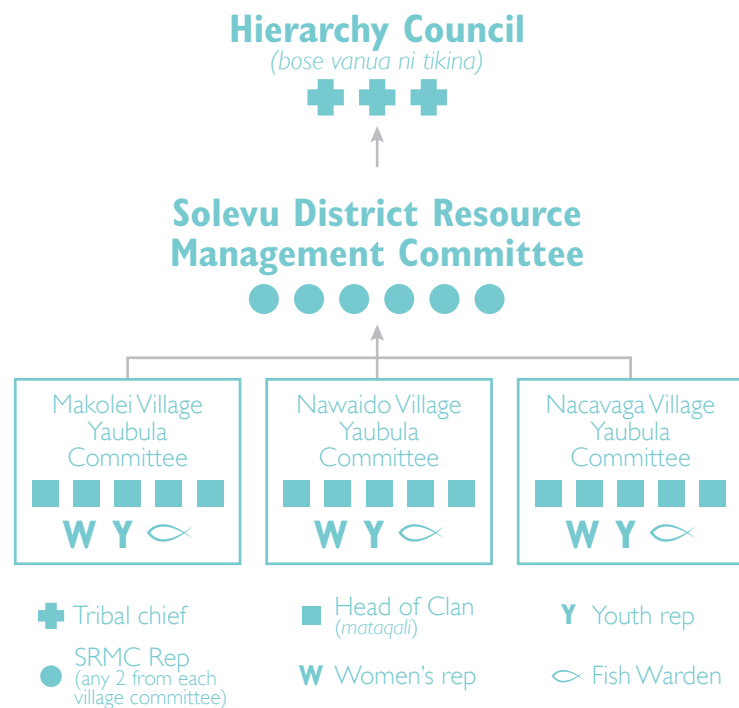 Hierarchy Council
(bose vanua ni tikina)
Solevu District Resource
Management Committee
Makolei Village
Yaubula
Committee
W Y
Nawaido Village
Yaubula
Committee
W Y
Nacavaga Village
Yaubula
Committee
W Y
Tribal chief
SRMC Rep
(any 2 from each
village committee)
Head of Clan
(mataqali)
W Women's rep
Y Youth rep
Fish Warden